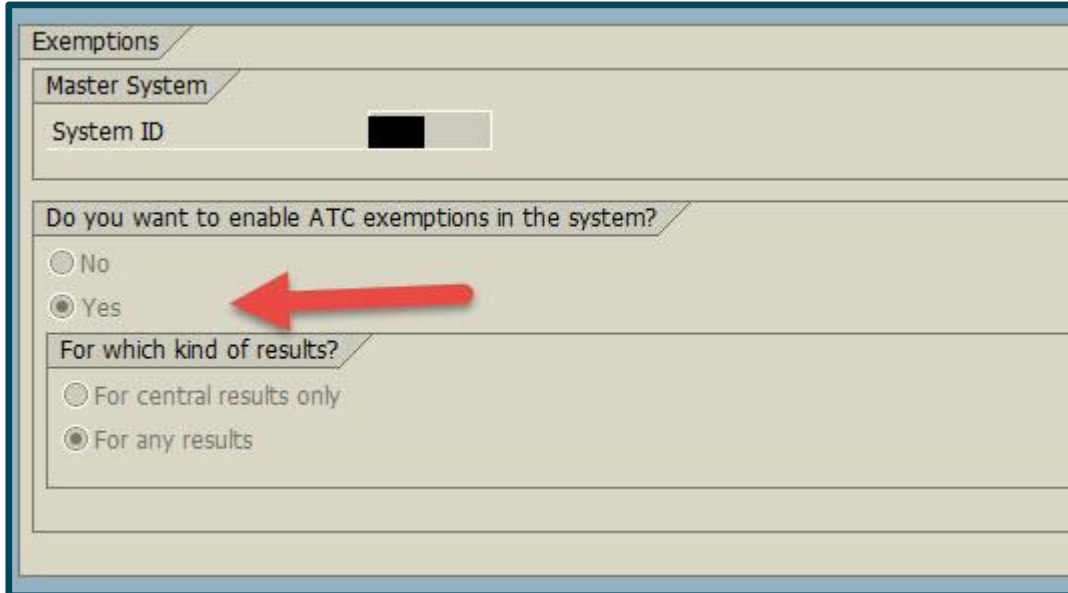 Exemptions
Master System
System ID
Do you want to enable ATC exemptions in the system?
No
Yes
For which kind of results?
For central results only
For any results